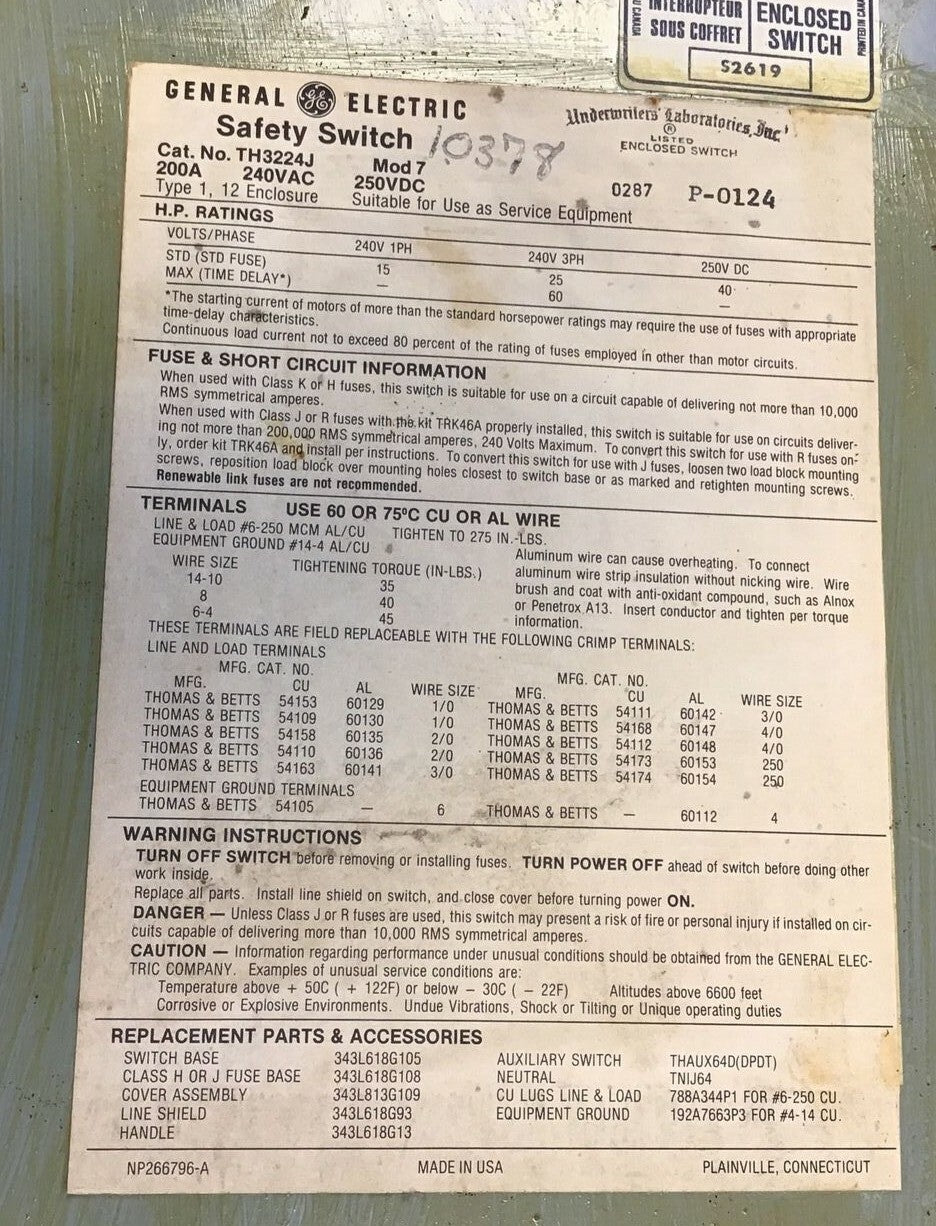 INTERRUPTEUR
SOUS COFFRET
ENCLOSED
SWITCH
52619
GENERAL GE ELECTRIC
Safety Switch 10378
Underwriters' Laboratories, Inc.
®
LISTED
ENCLOSED SWITCH
Cat. No. TH3224J Mod 7
200A 240VAC 250VDC
0287 P-0124
Type 1, 12 Enclosure Suitable for Use as Service Equipment
H.P. RATINGS
VOLTS/PHASE 240V 1PH 240V 3PH 250V DC
STD (STD FUSE) 15 25 40
MAX (TIME DELAY*) — 60 —
*The starting current of motors of more than the standard horsepower ratings may require the use of fuses with appropriate
time-delay characteristics.
Continuous load current not to exceed 80 percent of the rating of fuses employed in other than motor circuits.
FUSE & SHORT CIRCUIT INFORMATION
When used with Class K or H fuses, this switch is suitable for use on a circuit capable of delivering not more than 10,000
RMS symmetrical amperes.
When used with Class J or R fuses with the kit TRK46A properly installed, this switch is suitable for use on circuits deliver-
ing not more than 200,000 RMS symmetrical amperes, 240 Volts Maximum. To convert this switch for use with R fuses on-
ly, order kit TRK46A and install per instructions. To convert this switch for use with J fuses, loosen two load block mounting
screws, reposition load block over mounting holes closest to switch base or as marked and retighten mounting screws.
Renewable link fuses are not recommended.
TERMINALS USE 60 OR 75°C CU OR AL WIRE
LINE & LOAD #6-250 MCM AL/CU TIGHTEN TO 275 IN.-LBS.
EQUIPMENT GROUND #14-4 AL/CU
WIRE SIZE TIGHTENING TORQUE (IN-LBS.)
14-10 35
8 40
6-4 45
Aluminum wire can cause overheating. To connect
aluminum wire strip insulation without nicking wire. Wire
brush and coat with anti-oxidant compound, such as Alnox
or Penetrox A13. Insert conductor and tighten per torque
information.
THESE TERMINALS ARE FIELD REPLACEABLE WITH THE FOLLOWING CRIMP TERMINALS:
LINE AND LOAD TERMINALS
MFG. CAT. NO. MFG. CAT. NO.
MFG. CU AL WIRE SIZE MFG. CU AL WIRE SIZE
THOMAS & BETTS 54153 60129 1/0 THOMAS & BETTS 54111 60142 3/0
THOMAS & BETTS 54109 60130 1/0 THOMAS & BETTS 54168 60147 4/0
THOMAS & BETTS 54158 60135 2/0 THOMAS & BETTS 54112 60148 4/0
THOMAS & BETTS 54110 60136 2/0 THOMAS & BETTS 54173 60153 250
THOMAS & BETTS 54163 60141 3/0 THOMAS & BETTS 54174 60154 250
EQUIPMENT GROUND TERMINALS
THOMAS & BETTS 54105 — 6 THOMAS & BETTS — 60112 4
WARNING INSTRUCTIONS
TURN OFF SWITCH before removing or installing fuses. TURN POWER OFF ahead of switch before doing other
work inside.
Replace all parts. Install line shield on switch, and close cover before turning power ON.
DANGER — Unless Class J or R fuses are used, this switch may present a risk of fire or personal injury if installed on cir-
cuits capable of delivering more than 10,000 RMS symmetrical amperes.
CAUTION — Information regarding performance under unusual conditions should be obtained from the GENERAL ELEC-
TRIC COMPANY. Examples of unusual service conditions are:
Temperature above + 50C ( + 122F) or below − 30C ( − 22F) Altitudes above 6600 feet
Corrosive or Explosive Environments. Undue Vibrations, Shock or Tilting or Unique operating duties
REPLACEMENT PARTS & ACCESSORIES
SWITCH BASE 343L618G105 AUXILIARY SWITCH THAUX64D(DPDT)
CLASS H OR J FUSE BASE 343L618G108 NEUTRAL TNIJ64
COVER ASSEMBLY 343L813G109 CU LUGS LINE & LOAD 788A344P1 FOR #6-250 CU.
LINE SHIELD 343L618G93 EQUIPMENT GROUND 192A7663P3 FOR #4-14 CU.
HANDLE 343L618G13
NP266796-A MADE IN USA PLAINVILLE, CONNECTICUT